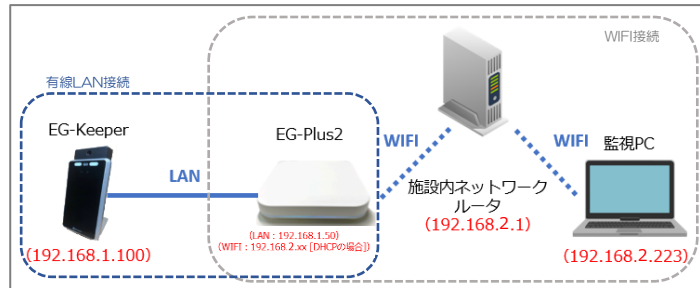 WIFI接続
有線LAN接続
EG-Keeper
EG-Plus2
監視PC
WIFI
WIFI
LAN
施設内ネットワーク
ルータ
(192.168.2.1)
(LAN：192.168.1.50)
(WIFI：192.168.2.xx [DHCPの場合])
(192.168.1.100)
(192.168.2.223)